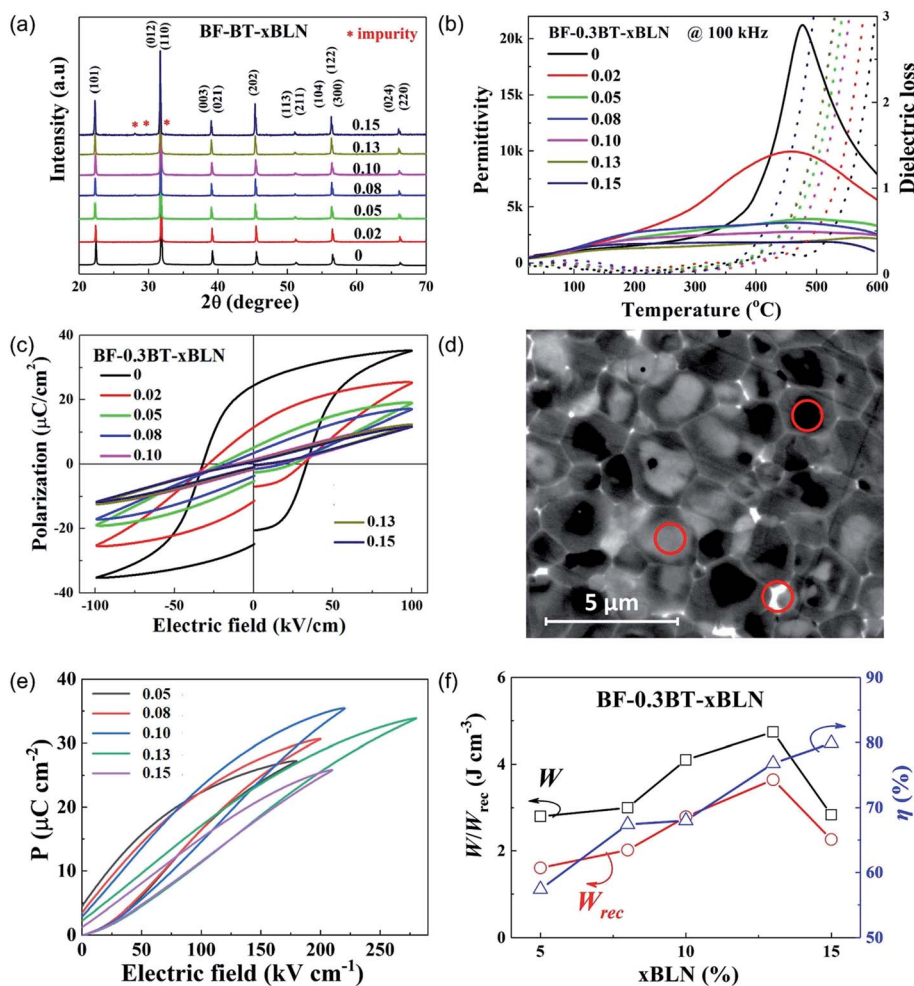 (a)
BF-BT-xBLN
* impurity
Intensity (a.u)
(101)
(012)
(110)
(003)
(021)
(202)
(113)
(211)
(104)
(122)
(300)
(024)
(220)
* * *
0.15
0.13
0.10
0.08
0.05
0.02
0
20 30 40 50 60 70
2θ (degree)
(b)
BF-0.3BT-xBLN @ 100 kHz
0
0.02
0.05
0.08
0.10
0.13
0.15
Permittivity
20k
15k
10k
5k
0
Dielectric loss
3
2
1
0
100 200 300 400 500 600
Temperature (°C)
(c)
BF-0.3BT-xBLN
0
0.02
0.05
0.08
0.10
0.13
0.15
Polarization (μC/cm²)
40
20
0
-20
-40
-100 -50 0 50 100
Electric field (kV/cm)
(d)
5 μm
(e)
0.05
0.08
0.10
0.13
0.15
P (μC cm⁻²)
40
30
20
10
0
0 50 100 150 200 250
Electric field (kV cm⁻¹)
(f)
BF-0.3BT-xBLN
W
W rec
W/W rec (J cm⁻³)
6
4
2
0
η (%)
90
80
70
60
50
5 10 15
xBLN (%)